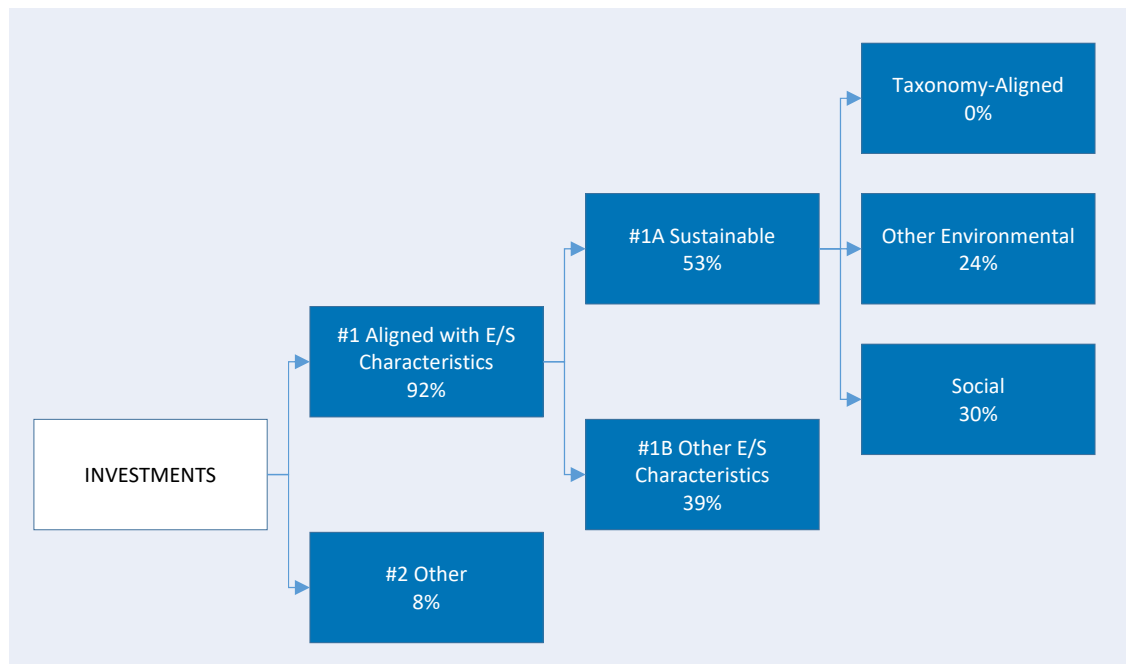 INVESTMENTS
#1 Aligned with E/S
Characteristics
92%
#2 Other
8%
#1A Sustainable
53%
#1B Other E/S
Characteristics
39%
Taxonomy-Aligned
0%
Other Environmental
24%
Social
30%